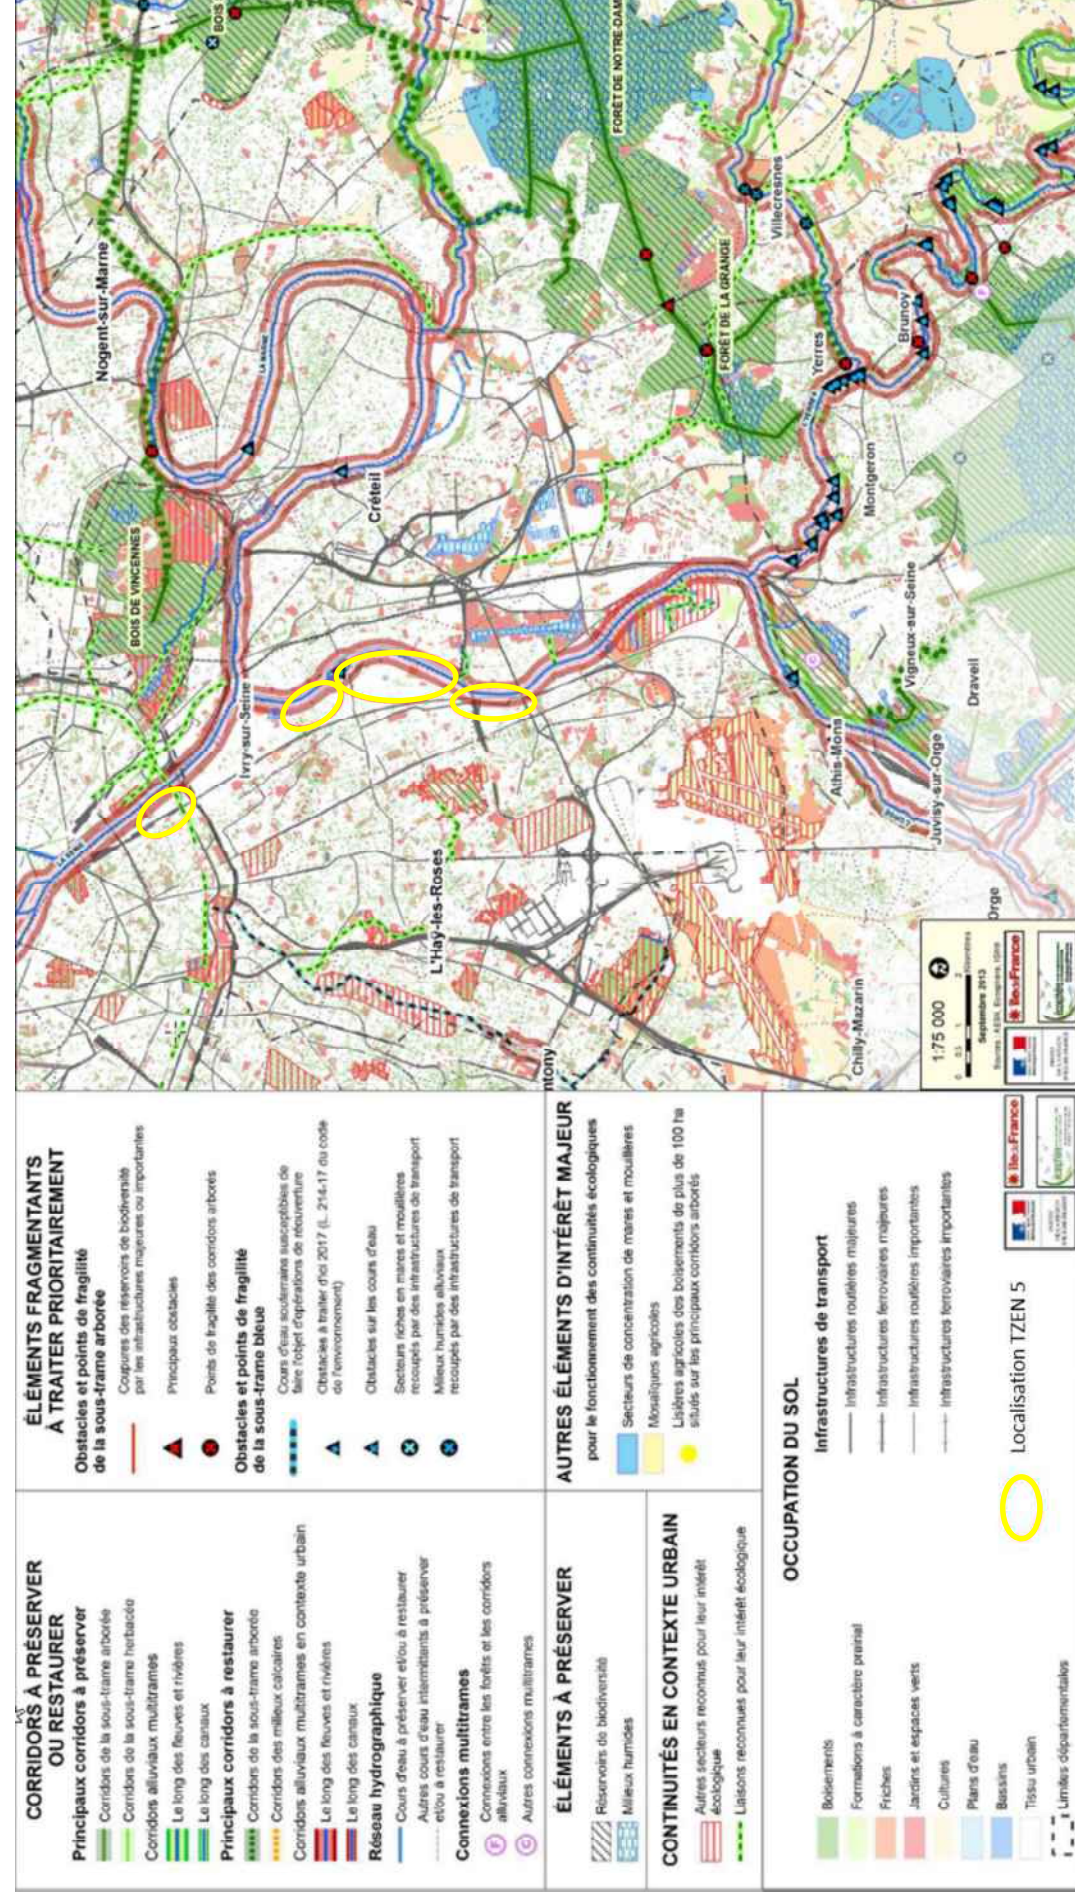 BOIS
Nogent-sur-Marne
LA MARNE
BOIS DE VINCENNES
Créteil
FORÊT DE NOTRE-DAM
FORÊT DE LA GRANGE
Villecresnes
Yerres
Brunoy
Montgeron
Ivry-sur-Seine
LA SEINE
L'Haÿ-les-Roses
Vigneux-sur-Seine
Draveil
Athis-Mons
Juvisy-sur-Orge
Orge
Chilly-Mazarin
ntony
1:75 000
0 0,5 1 2
Kilomètres
Septembre 2013
îledeFrance
CORRIDORS À PRÉSERVER
OU RESTAURER
Principaux corridors à préserver
Corridors de la sous-trame arborée
Corridors de la sous-trame herbacée
Corridors alluviaux multitrames
Le long des fleuves et rivières
Le long des canaux
Principaux corridors à restaurer
Corridors de la sous-trame arborée
Corridors des milieux calcaires
Corridors alluviaux multitrames en contexte urbain
Le long des fleuves et rivières
Le long des canaux
Réseau hydrographique
Cours d'eau à préserver et/ou à restaurer
Autres cours d'eau intermittents à préserver
et/ou à restaurer
Connexions multitrames
Connexions entre les forêts et les corridors
alluviaux
Autres connexions multitrames
ÉLÉMENTS FRAGMENTANTS
À TRAITER PRIORITAIREMENT
Obstacles et points de fragilité
de la sous-trame arborée
Coupures des réservoirs de biodiversité
par les infrastructures majeures ou importantes
Principaux obstacles
Points de fragilité des corridors arborés
Obstacles et points de fragilité
de la sous-trame bleue
Cours d'eau souterrains susceptibles de
faire l'objet d'opérations de réouverture
Obstacles à traiter d'ici 2017 (L. 214-17 du code
de l'environnement)
Obstacles sur les cours d'eau
Secteurs riches en mares et mouillères
recoupés par des infrastructures de transport
Milieux humides alluviaux
recoupés par des infrastructures de transport
ÉLÉMENTS À PRÉSERVER
Réservoirs de biodiversité
Milieux humides
CONTINUITÉS EN CONTEXTE URBAIN
Autres secteurs reconnus pour leur intérêt
écologique
Liaisons reconnues pour leur intérêt écologique
AUTRES ÉLÉMENTS D'INTÉRÊT MAJEUR
pour le fonctionnement des continuités écologiques
Secteurs de concentration de mares et mouillères
Mosaïques agricoles
Lisières agricoles des boisements de plus de 100 ha
situés sur les principaux corridors arborés
OCCUPATION DU SOL
Boisements
Formations à caractère prairial
Friches
Jardins et espaces verts
Cultures
Plans d'eau
Bassins
Tissu urbain
Limites départementales
Infrastructures de transport
Infrastructures routières majeures
Infrastructures ferroviaires majeures
Infrastructures routières importantes
Infrastructures ferroviaires importantes
Localisation TZEN 5
îledeFrance